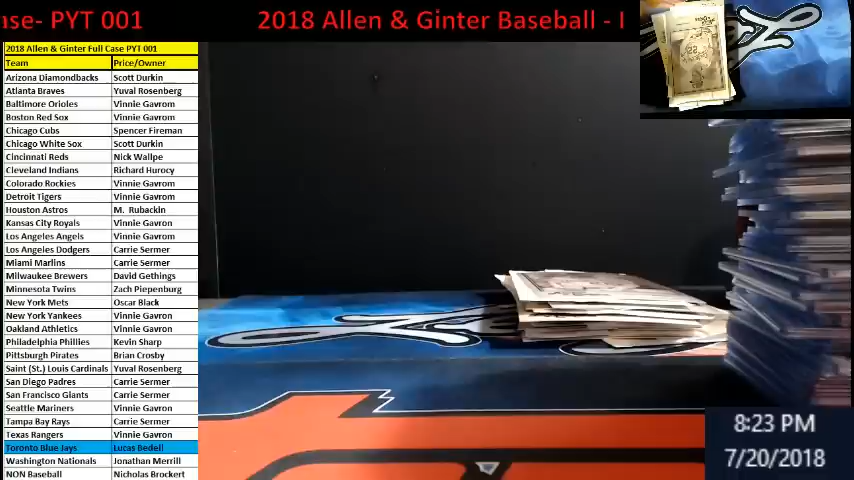 ase- PYT 001
2018 Allen & Ginter Baseball - I
2018 Allen & Ginter Full Case PYT 001
Team Price/Owner
Arizona Diamondbacks Scott Durkin
Atlanta Braves Yuval Rosenberg
Baltimore Orioles Vinnie Gavrom
Boston Red Sox Vinnie Gavrom
Chicago Cubs Spencer Fireman
Chicago White Sox Scott Durkin
Cincinnati Reds Nick Wallpe
Cleveland Indians Richard Hurocy
Colorado Rockies Vinnie Gavrom
Detroit Tigers Vinnie Gavrom
Houston Astros M. Rubackin
Kansas City Royals Vinnie Gavron
Los Angeles Angels Vinnie Gavrom
Los Angeles Dodgers Carrie Sermer
Miami Marlins Carrie Sermer
Milwaukee Brewers David Gethings
Minnesota Twins Zach Piepenburg
New York Mets Oscar Black
New York Yankees Vinnie Gavron
Oakland Athletics Vinnie Gavron
Philadelphia Phillies Kevin Sharp
Pittsburgh Pirates Brian Crosby
Saint (St.) Louis Cardinals Yuval Rosenberg
San Diego Padres Carrie Sermer
San Francisco Giants Carrie Sermer
Seattle Mariners Vinnie Gavron
Tampa Bay Rays Carrie Sermer
Texas Rangers Vinnie Gavron
Toronto Blue Jays Lucas Bedell
Washington Nationals Jonathan Merrill
NON Baseball Nicholas Brockert
8:23 PM
7/20/2018